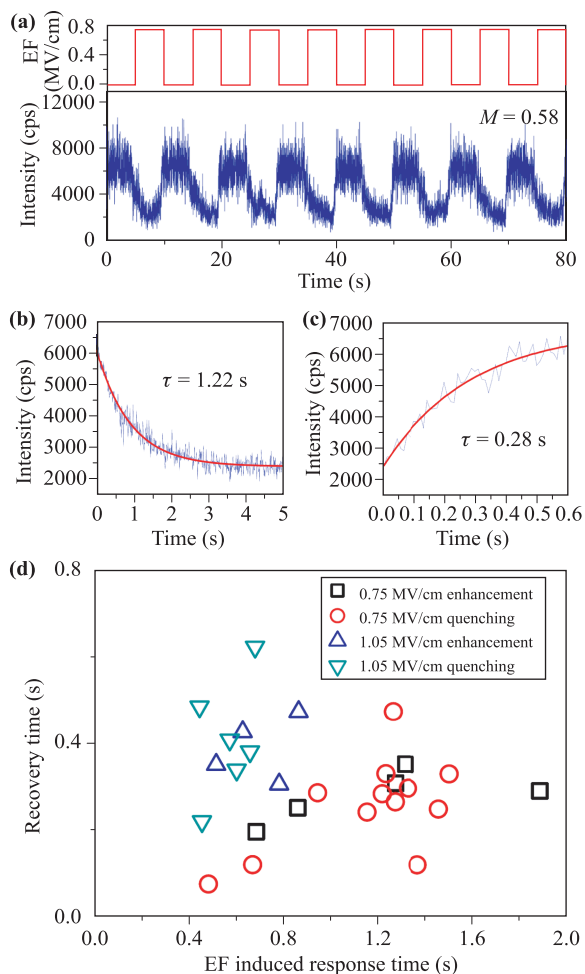 (a)
EF
(MV/cm)
0.8
0.4
0.0
Intensity (cps)
12000
8000
4000
0
M = 0.58
0 20 40 60 80
Time (s)
(b)
Intensity (cps)
7000
6000
5000
4000
3000
2000
τ = 1.22 s
0 1 2 3 4 5
Time (s)
(c)
Intensity (cps)
7000
6000
5000
4000
3000
2000
τ = 0.28 s
0.0 0.1 0.2 0.3 0.4 0.5 0.6
Time (s)
(d)
Recovery time (s)
0.8
0.4
0.0
0.75 MV/cm enhancement
0.75 MV/cm quenching
1.05 MV/cm enhancement
1.05 MV/cm quenching
0.0 0.4 0.8 1.2 1.6 2.0
EF induced response time (s)